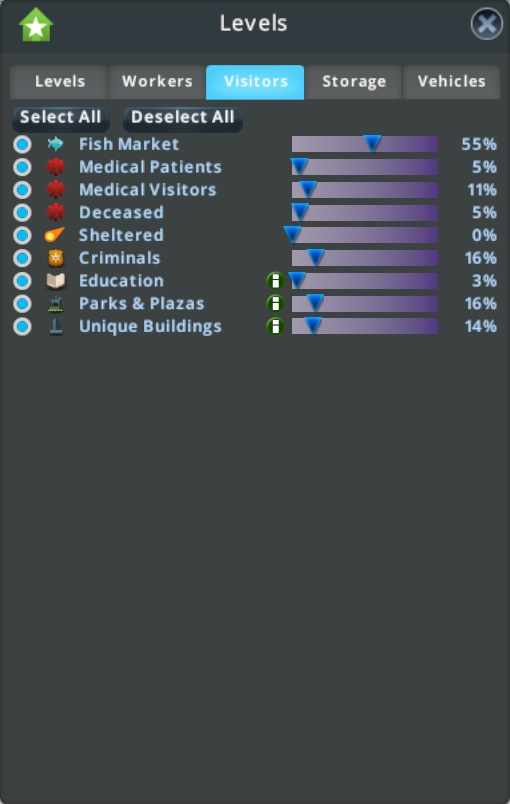 Levels
Levels Workers Visitors Storage Vehicles
Select All Deselect All
Fish Market 55%
Medical Patients 5%
Medical Visitors 11%
Deceased 5%
Sheltered 0%
Criminals 16%
Education 3%
Parks & Plazas 16%
Unique Buildings 14%